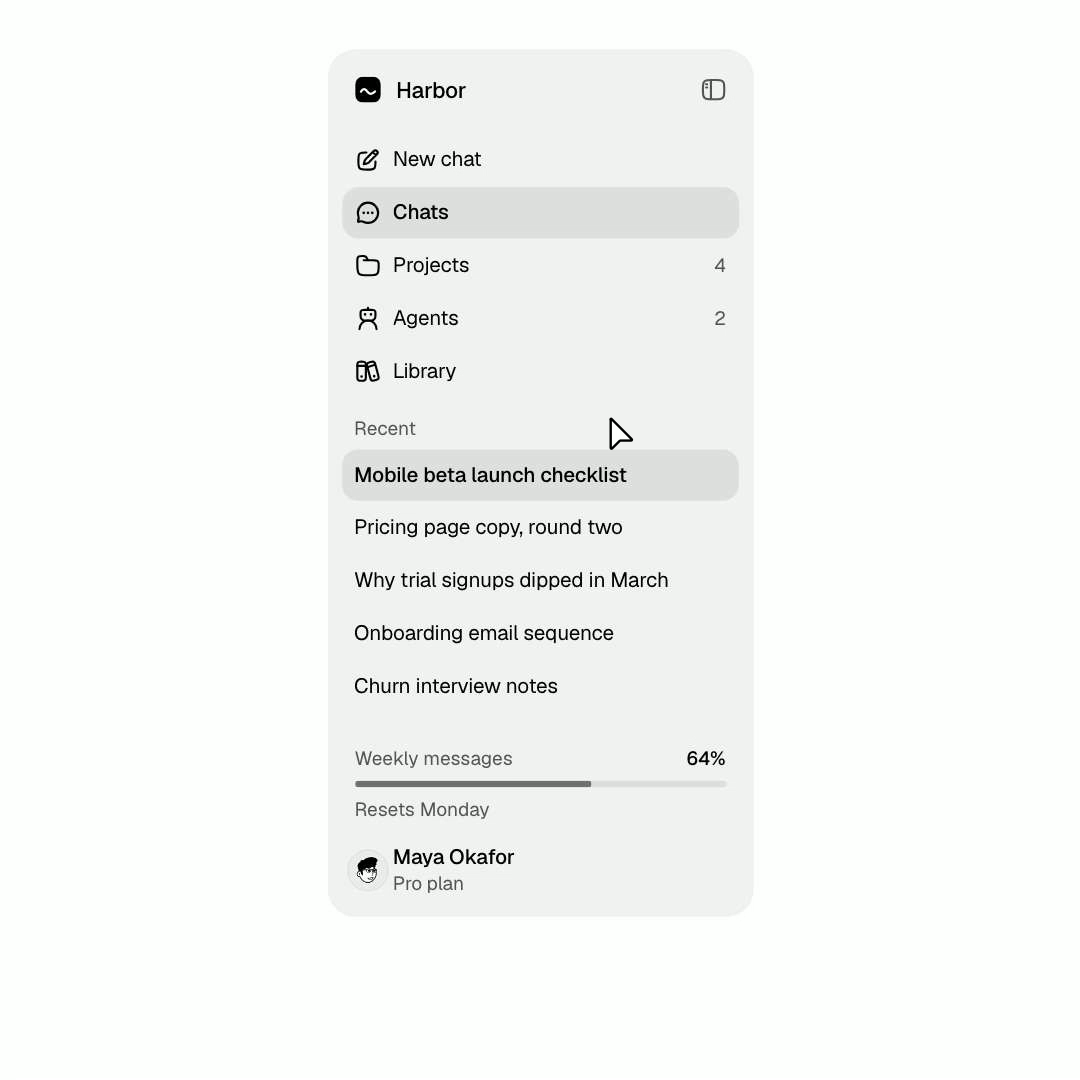 Harbor
New chat
Chats
Projects 4
Agents 2
Library
Recent
Mobile beta launch checklist
Pricing page copy, round two
Why trial signups dipped in March
Onboarding email sequence
Churn interview notes
Weekly messages 64%
Resets Monday
Maya Okafor
Pro plan